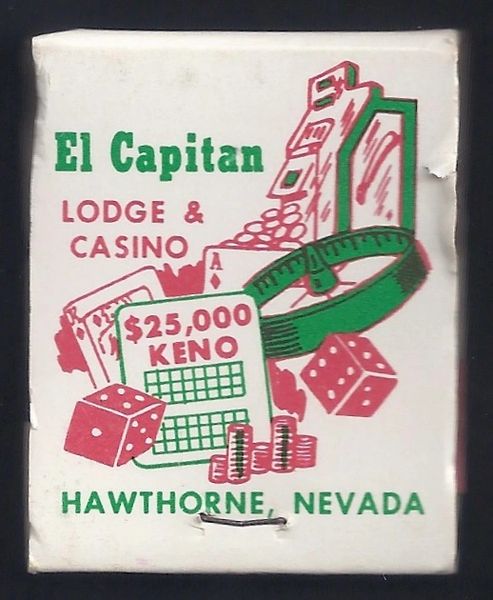 El Capitan
LODGE &
CASINO
A
$25,000
KENO
HAWTHORNE, NEVADA